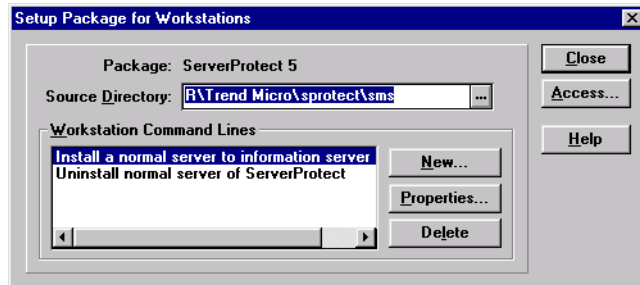 Setup Package for Workstations
Package: ServerProtect 5
Close
Source Directory: R\Trend Micro\sprotect\sms ...
Access...
Workstation Command Lines
Help
Install a normal server to information server
Uninstall normal server of ServerProtect
New...
Properties...
Delete